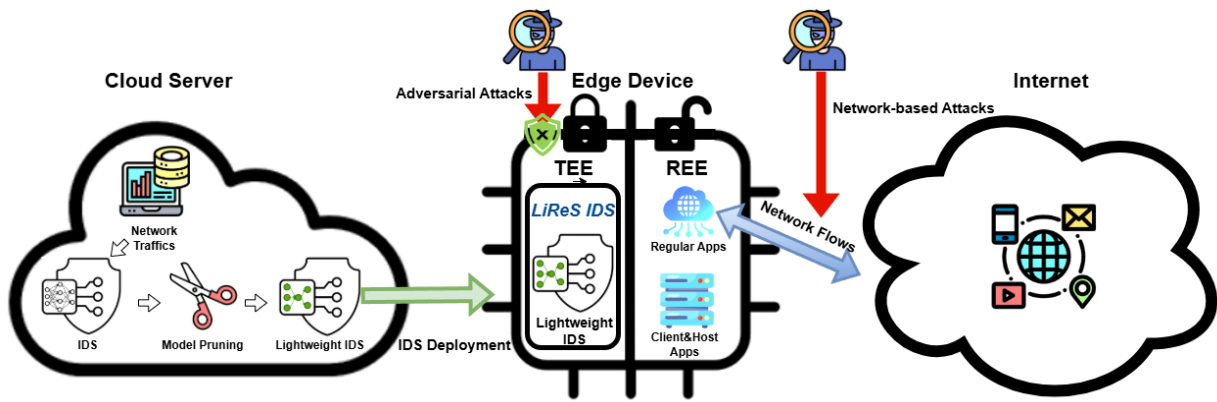 Cloud Server
Adversarial Attacks
Edge Device
Network-based Attacks
Internet
Network
Traffics
IDS
Model Pruning
Lightweight IDS
IDS Deployment
TEE
LiReS IDS
Lightweight
IDS
REE
Regular Apps
Client&Host
Apps
Network Flows